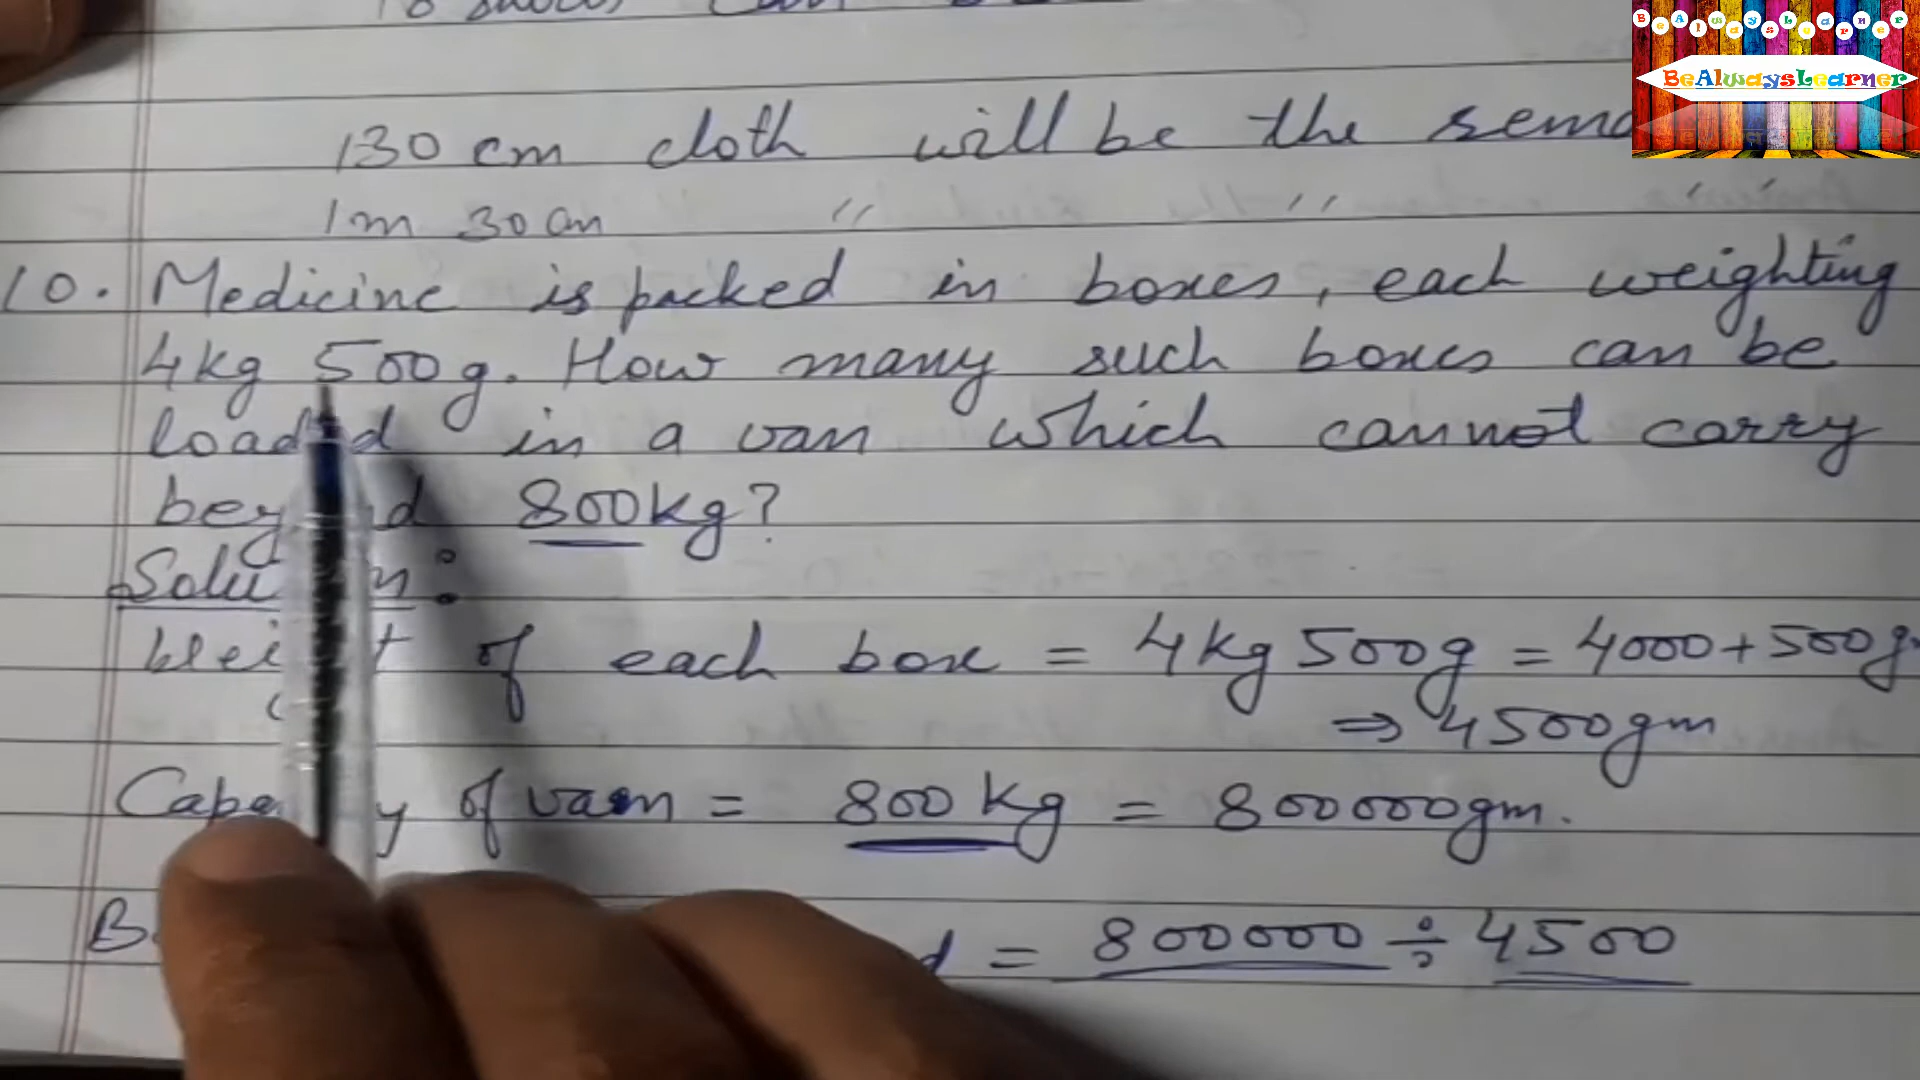 BeAlwaysLearner
BeAlwaysLearner
130 cm cloth will be the
1m 30 cm " "
10. Medicine is packed in boxes, each weighting
4kg 500g. How many such boxes can be
loaded in a van which cannot carry
beyond 800kg?
Solution:
Weight of each box = 4kg 500g = 4000+500g
⇒ 4500gm
Capacity of van = 800 kg = 800000gm.
= 800000 ÷ 4500